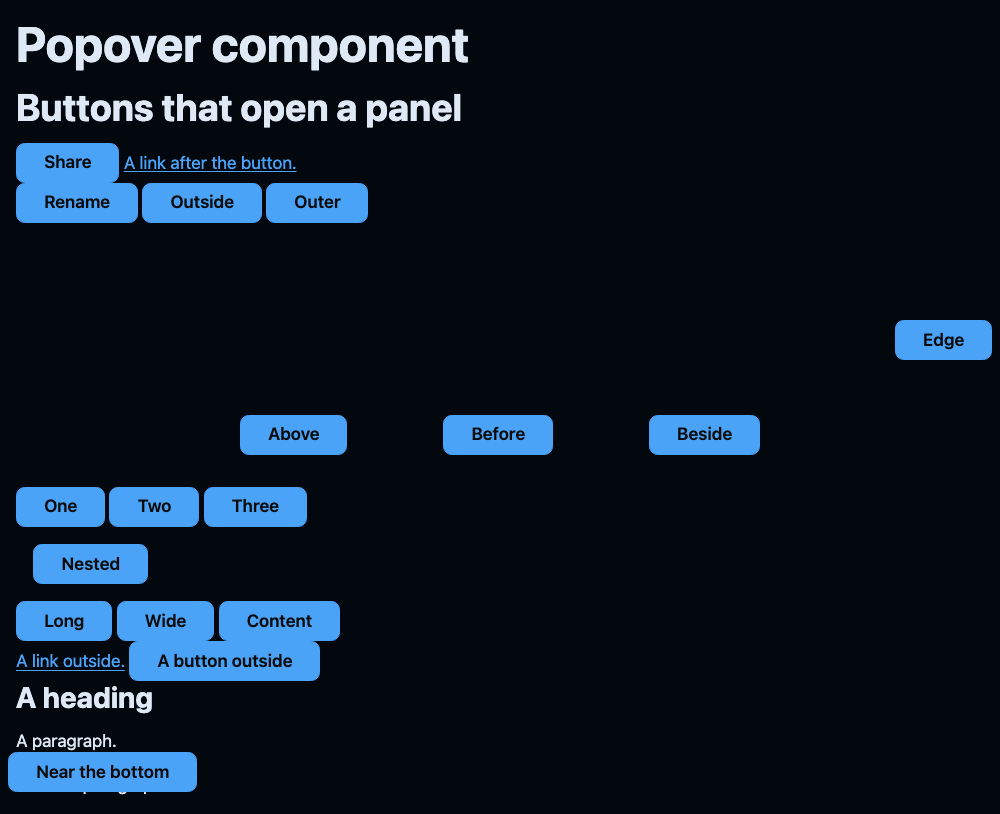 Popover component
Buttons that open a panel
Share A link after the button.
Rename Outside Outer
Edge
Above Before Beside
One Two Three
Nested
Long Wide Content
A link outside. A button outside
A heading
A paragraph.
Near the bottom